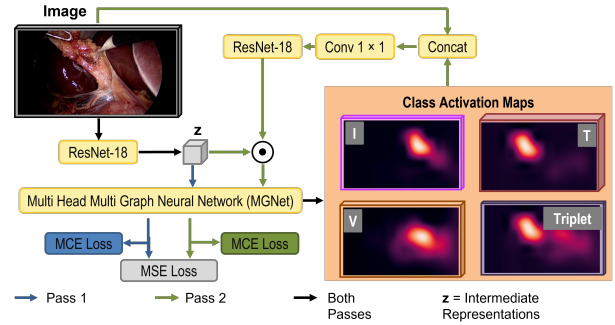 Image
ResNet-18
Conv 1 × 1
Concat
Class Activation Maps
I
T
V
Triplet
z
ResNet-18
Multi Head Multi Graph Neural Network (MGNet)
MCE Loss
MCE Loss
MSE Loss
Pass 1
Pass 2
Both
Passes
z = Intermediate
Representations